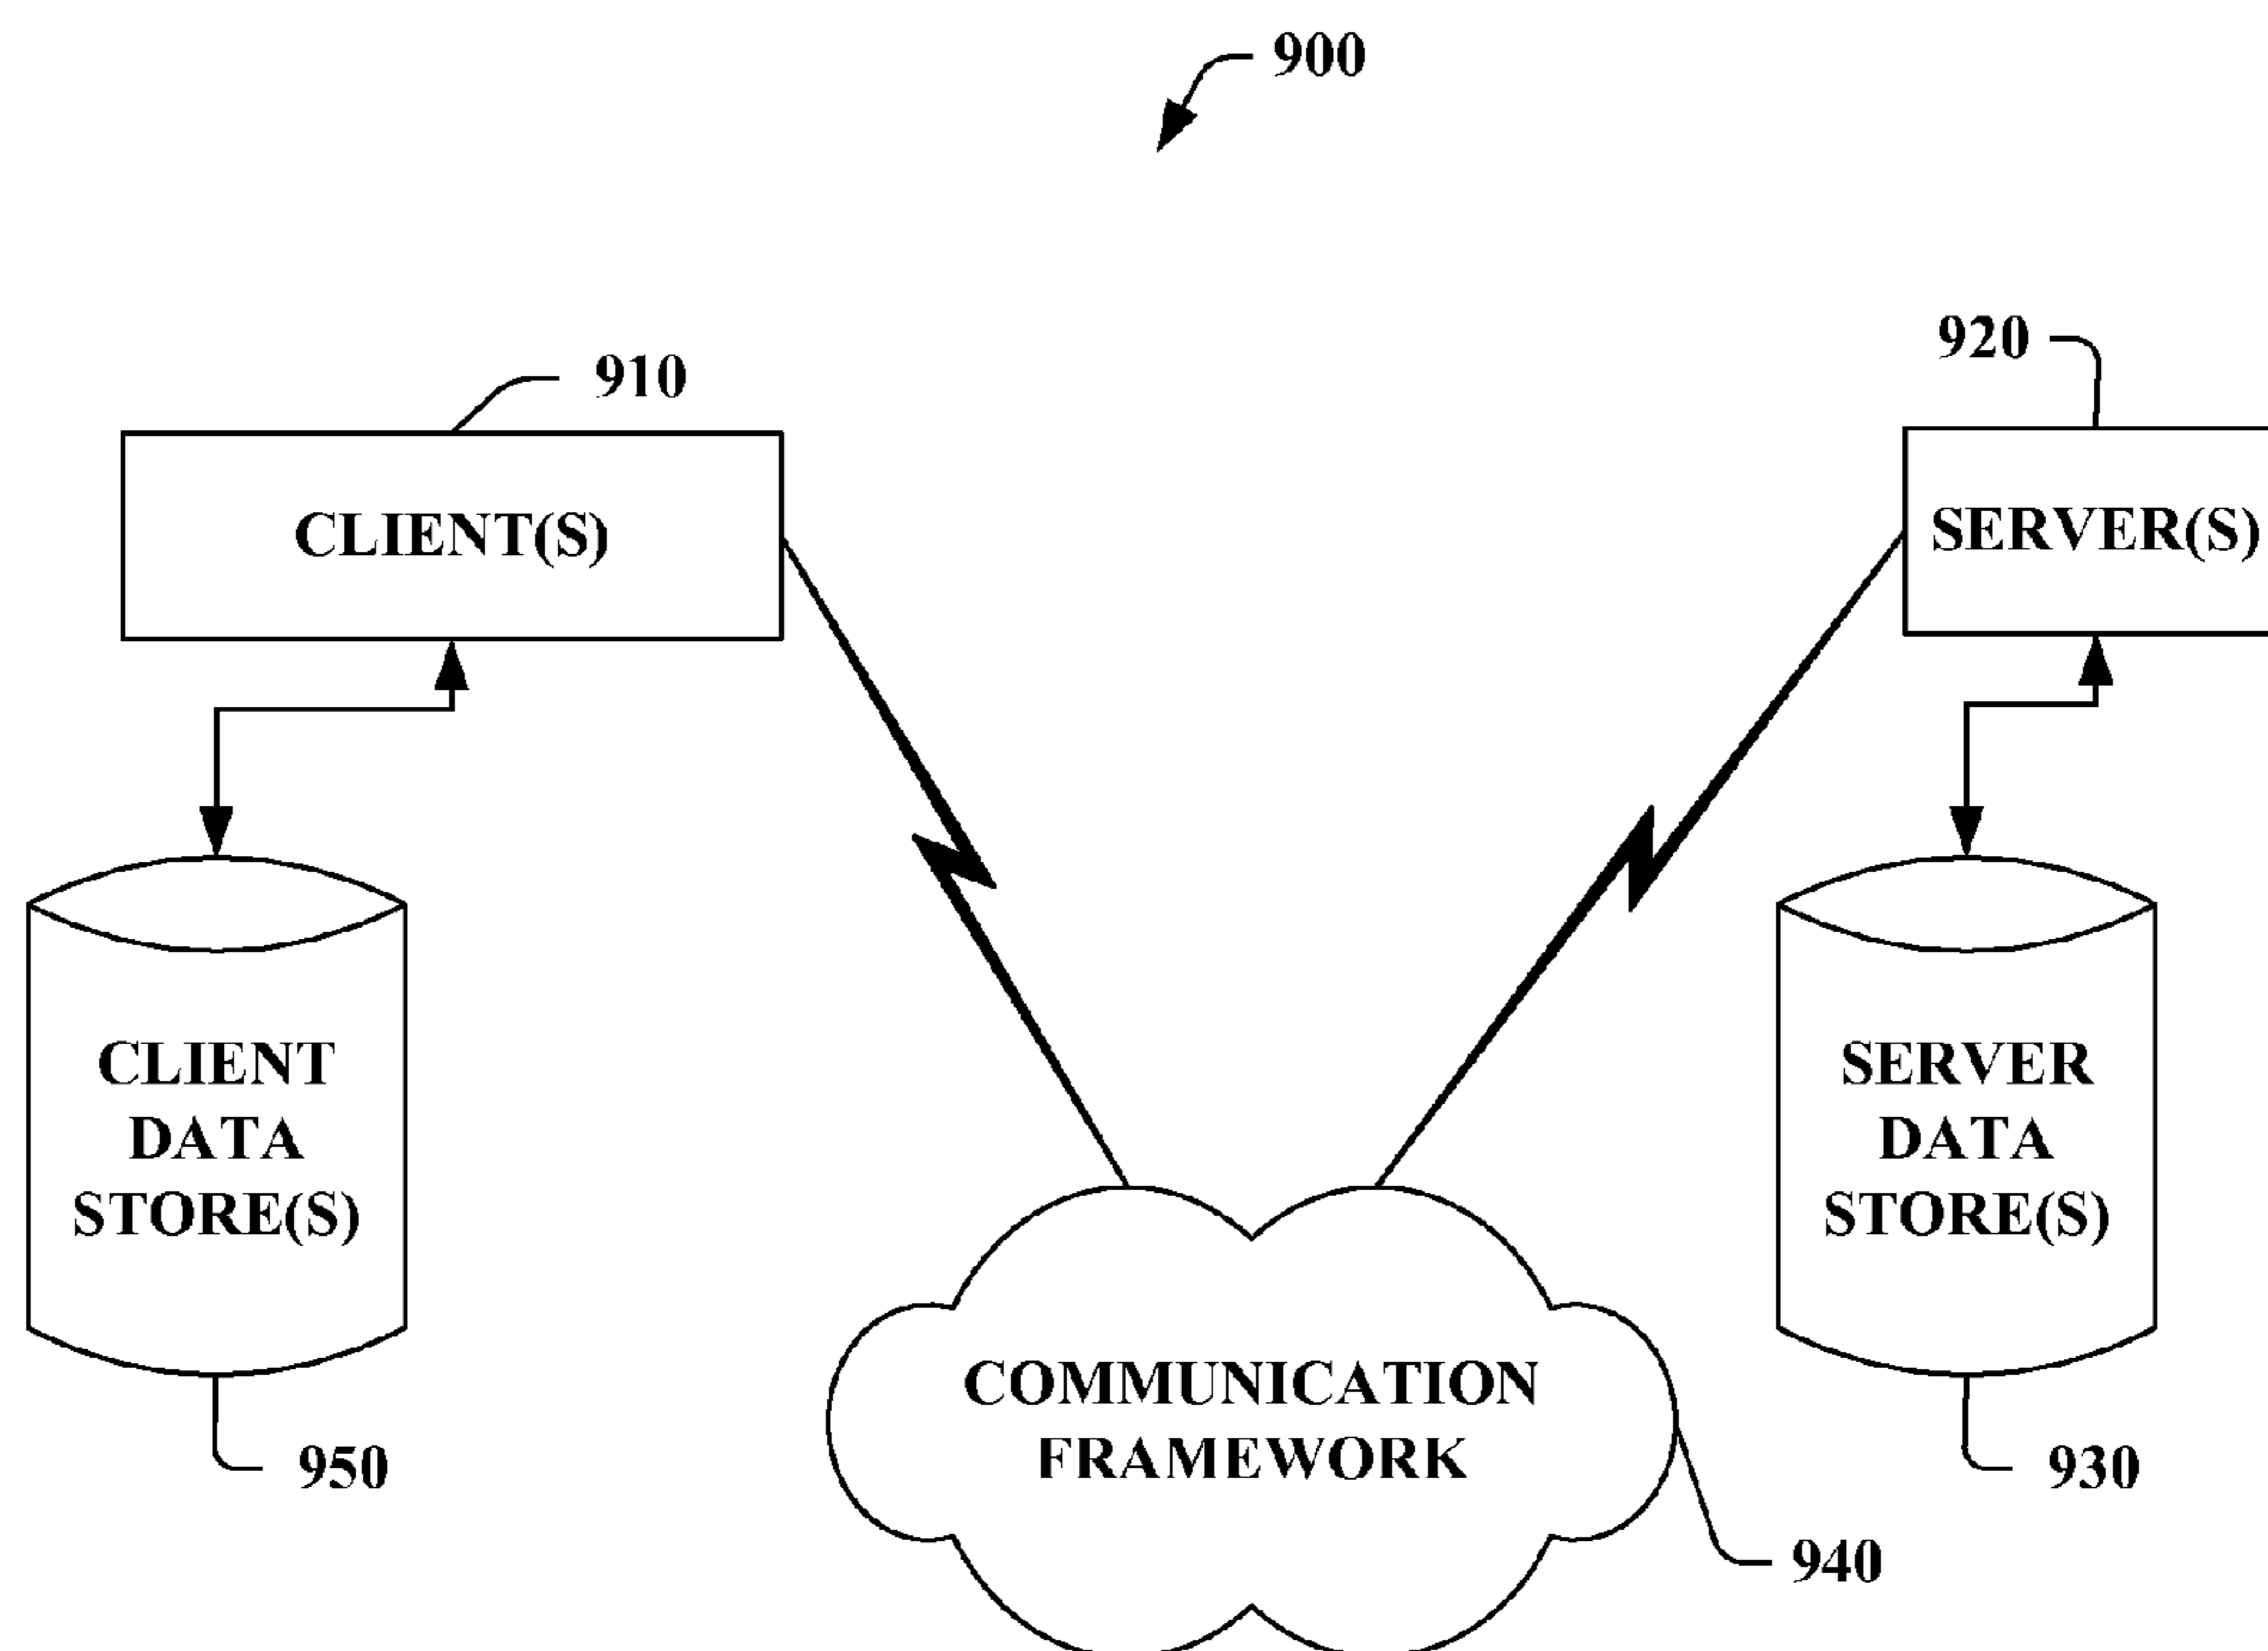 900
910
920
CLIENT(S)
SERVER(S)
CLIENT
DATA
STORE(S)
SERVER
DATA
STORE(S)
COMMUNICATION
FRAMEWORK
950
930
940